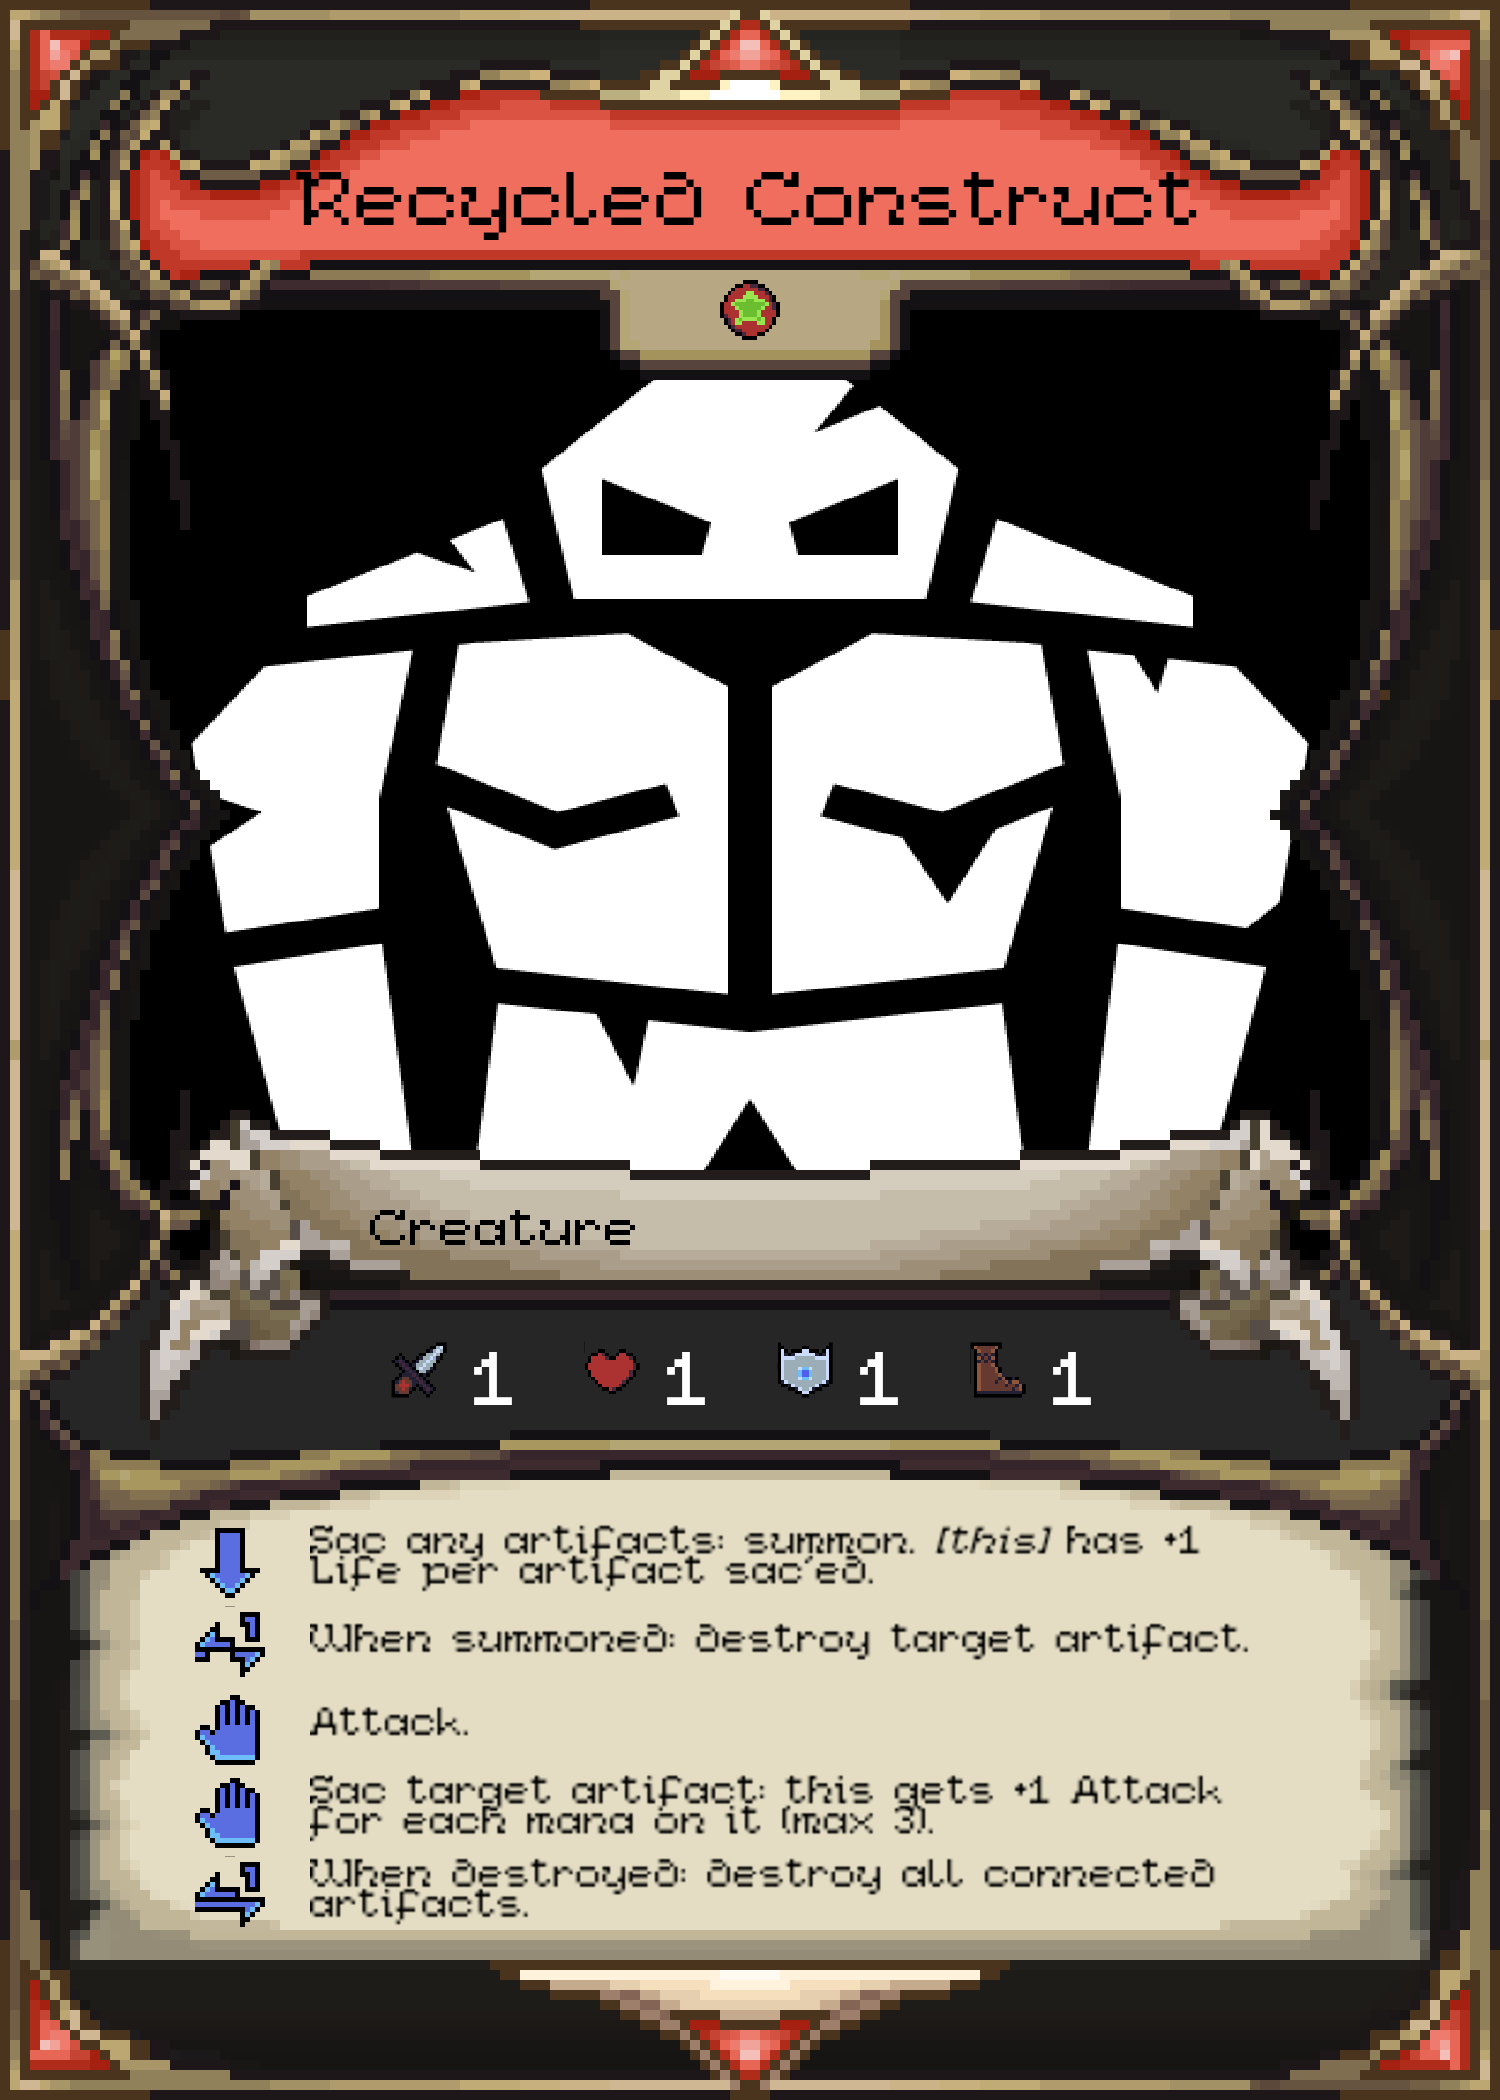 Recycled Construct
Creature
1 1 1 1
Sac any artifacts: summon. [this] has +1
Life per artifact sac'ed.
1
When summoned: destroy target artifact.
Attack.
Sac target artifact: this gets +1 Attack
for each mana on it (max 3).
1
When destroyed: destroy all connected
artifacts.